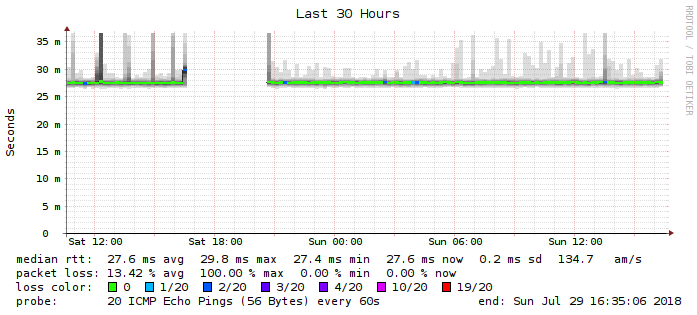 Last 30 Hours
RRDTOOL / TOBI OETIKER
Seconds
35 m
30 m
25 m
20 m
15 m
10 m
5 m
0
Sat 12:00 Sat 18:00 Sun 00:00 Sun 06:00 Sun 12:00
median rtt: 27.6 ms avg 29.8 ms max 27.4 ms min 27.6 ms now 0.2 ms sd 134.7 am/s
packet loss: 13.42 % avg 100.00 % max 0.00 % min 0.00 % now
loss color: 0 1/20 2/20 3/20 4/20 10/20 19/20
probe: 20 ICMP Echo Pings (56 Bytes) every 60s end: Sun Jul 29 16:35:06 2018